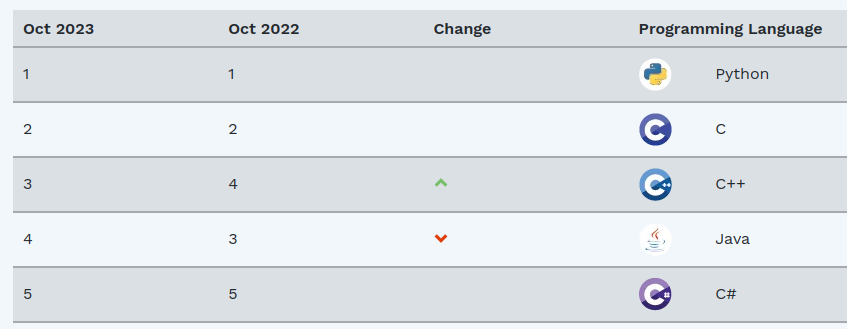 Oct 2023 Oct 2022 Change Programming Language
1 1 Python
2 2 C
3 4 C++
4 3 Java
5 5 C#